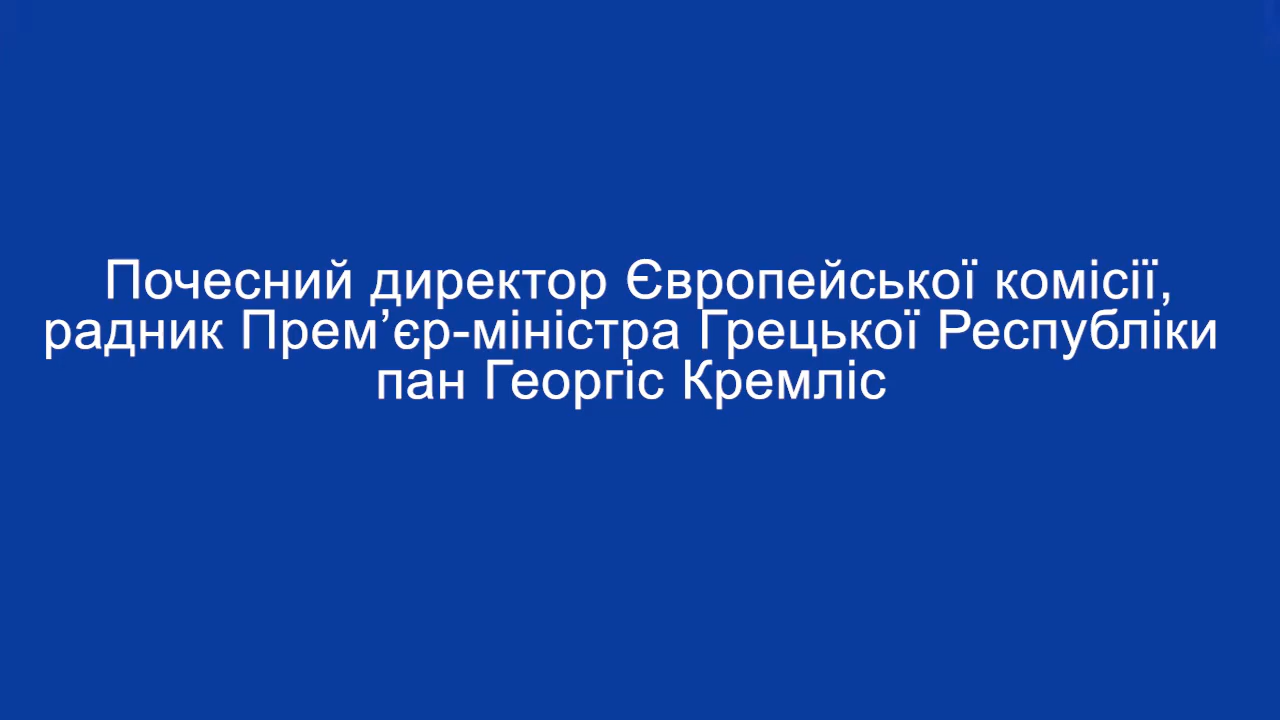 Почесний директор Європейської комісії,
радник Прем’єр-міністра Грецької Республіки
пан Георгіс Кремліс